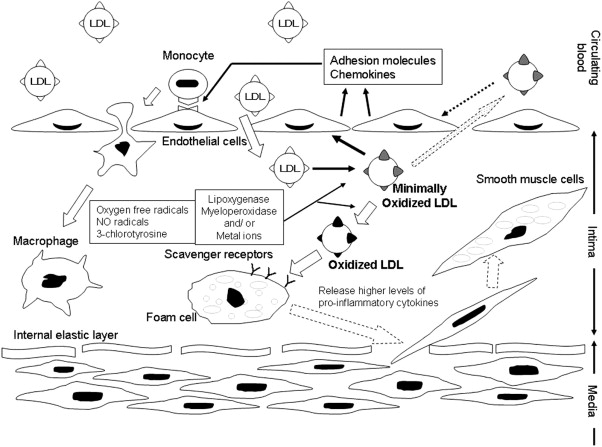 LDL
LDL
Circulating
blood
Monocyte
Adhesion molecules
Chemokines
LDL
LDL
Endothelial cells
LDL
Minimally
Oxidized LDL
Smooth muscle cells
Oxygen free radicals
NO radicals
3-chlorotyrosine
Lipoxygenase
Myeloperoxidase
and/ or
Metal ions
Intima
Macrophage
Scavenger receptors
Oxidized LDL
Release higher levels of
pro-inflammatory cytokines
Foam cell
Internal elastic layer
Media